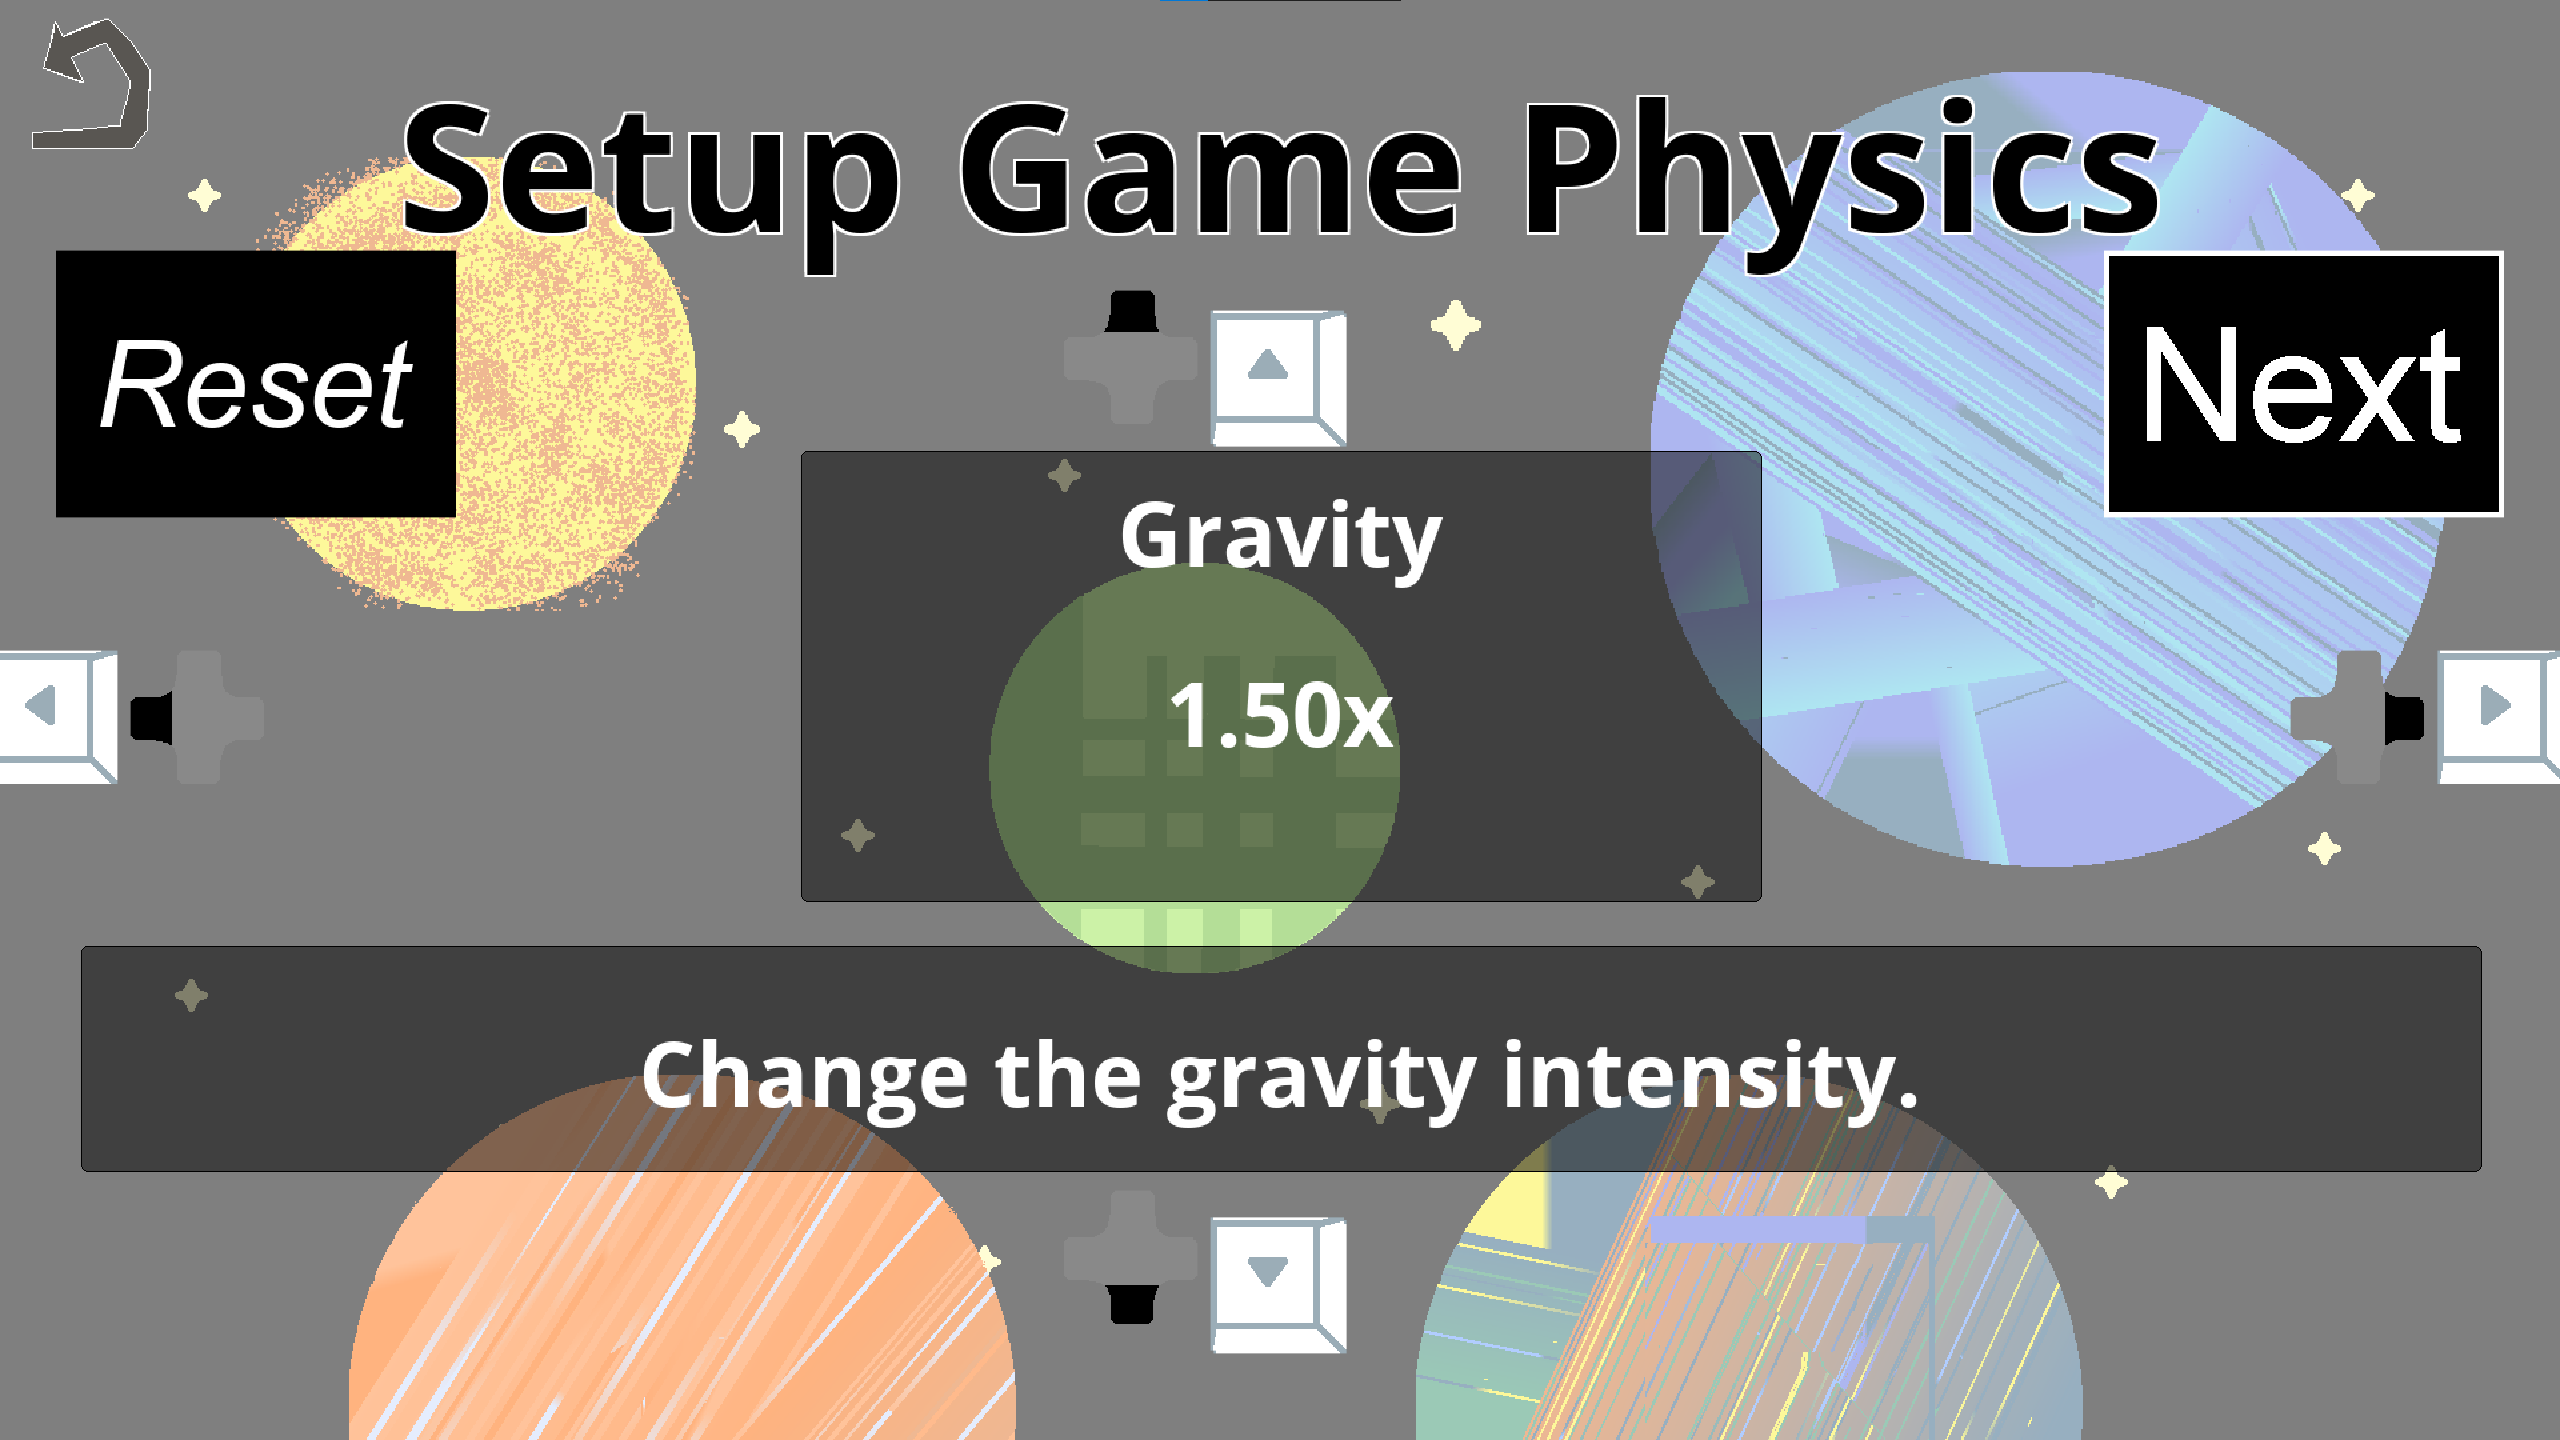 Setup Game Physics
Reset
Next
Gravity
1.50x
Change the gravity intensity.